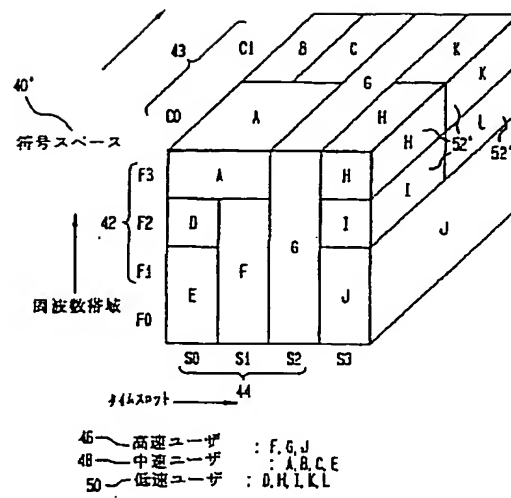 43
C1
B
C
K
K
G
40'
C0
A
H
L
符号スペース
H
52'
52'
F3
A
H
I
42
F2
D
I
G
J
F1
F
周波数帯域
E
J
F0
S0
S1
S2
S3
タイムスロット
44
46 高速ユーザ : F,G,J
48 中速ユーザ : A,B,C,E
50 低速ユーザ : D,H,I,K,L